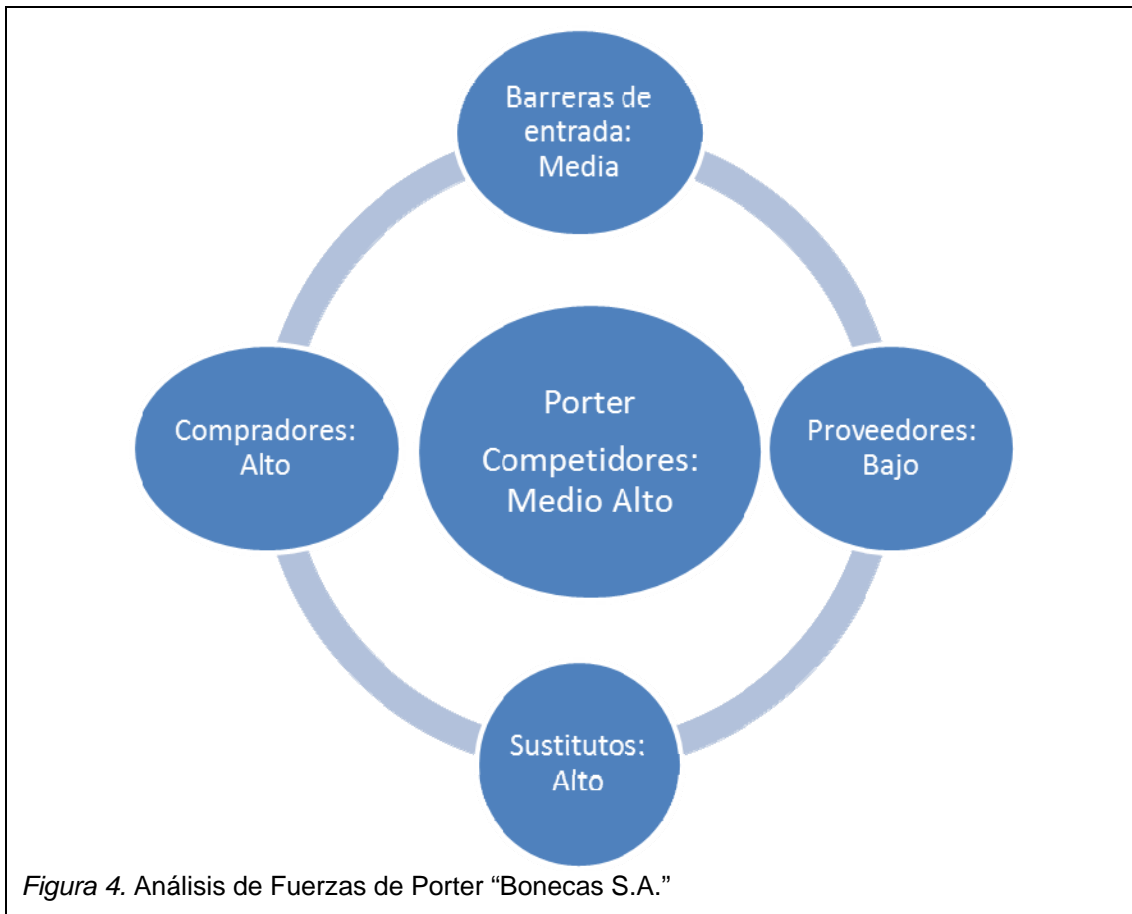 Barreras de
entrada:
Media
Compradores:
Alto
Porter
Competidores:
Medio Alto
Proveedores:
Bajo
Sustitutos:
Alto
Figura 4. Análisis de Fuerzas de Porter “Bonecas S.A.”